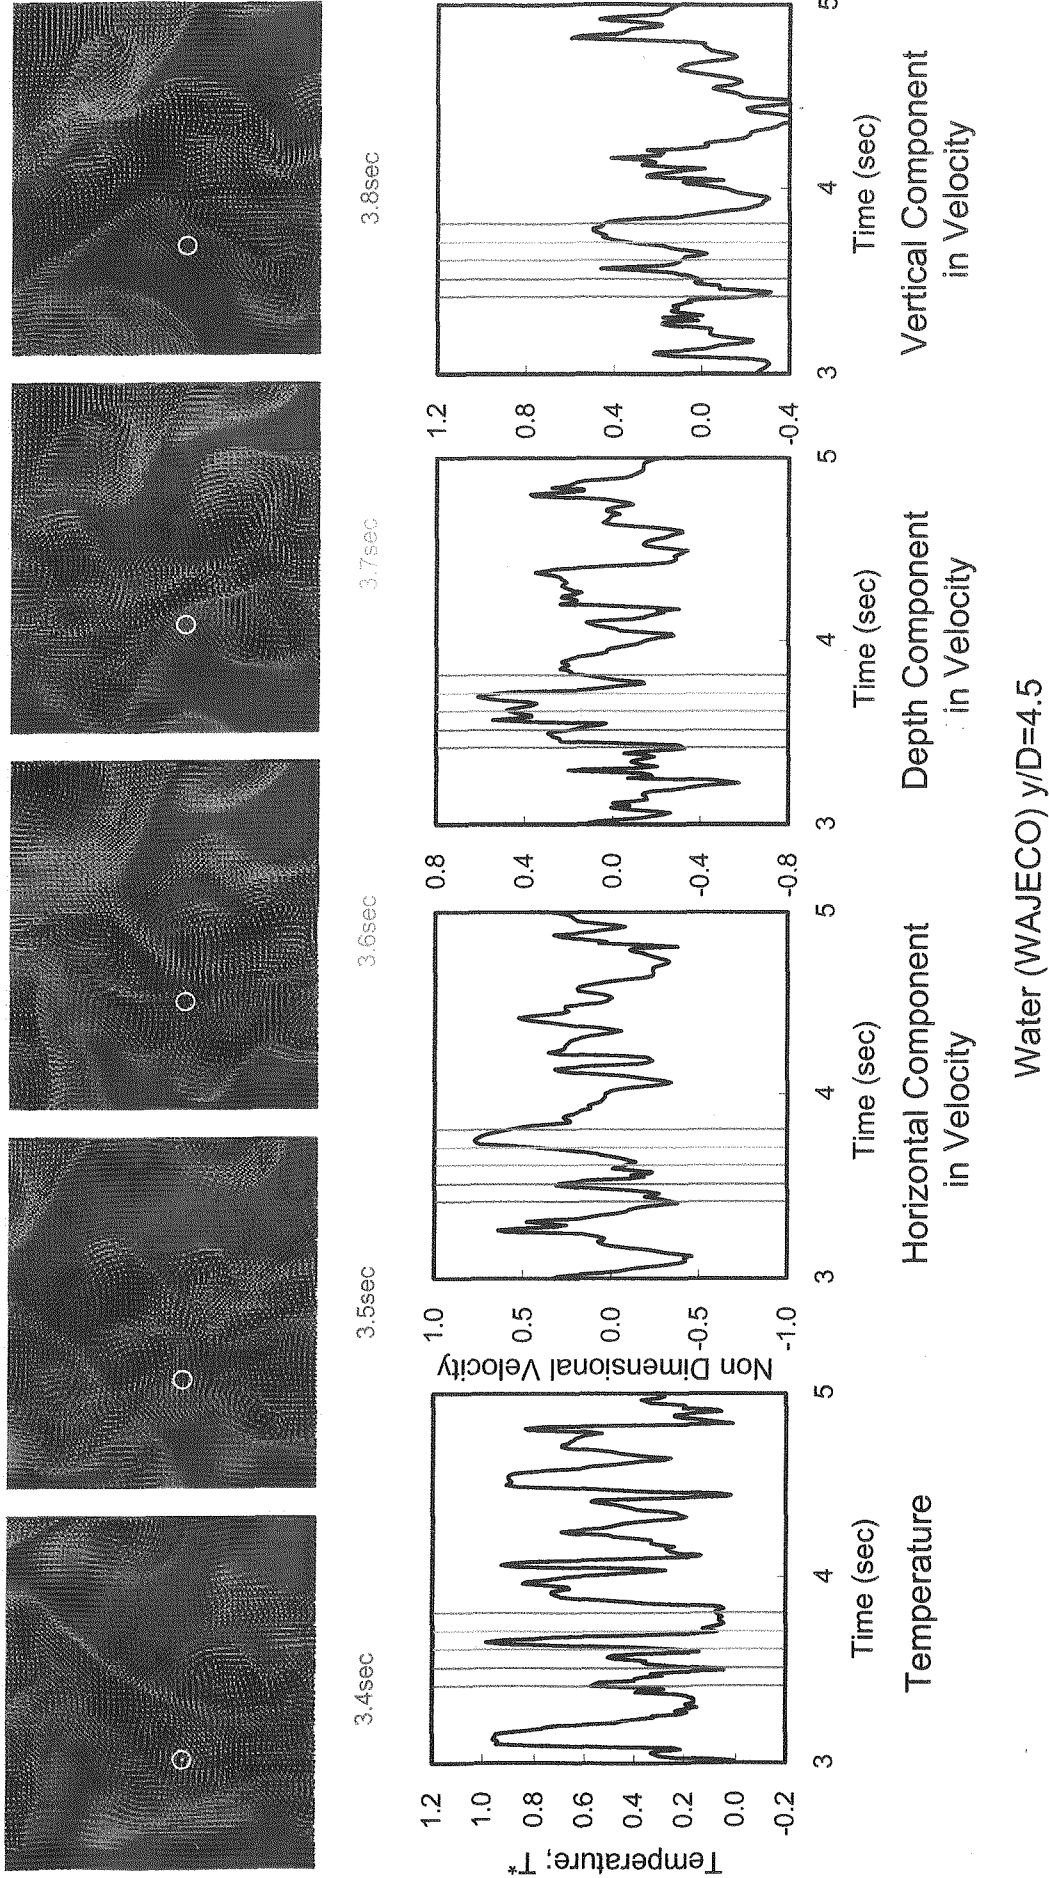 3.4sec
3.5sec
3.6sec
3.7sec
3.8sec
Temperature; T*
1.2
1.0
0.8
0.6
0.4
0.2
0.0
-0.2
3
4
5
Time (sec)
Temperature
Non Dimensional Velocity
1.0
0.5
0.0
-0.5
-1.0
3
4
5
Time (sec)
Horizontal Component
in Velocity
0.8
0.4
0.0
-0.4
-0.8
3
4
5
Time (sec)
Depth Component
in Velocity
1.2
0.8
0.4
0.0
-0.4
3
4
5
Time (sec)
Vertical Component
in Velocity
Water (WAJECO) y/D=4.5